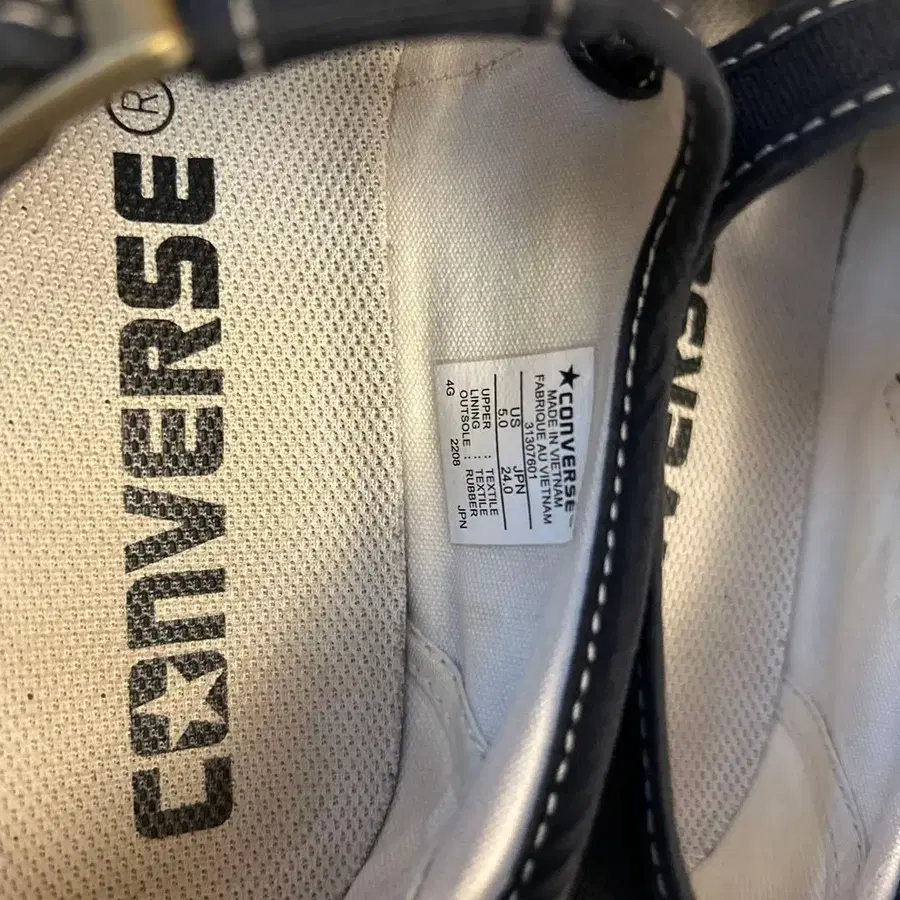 CONVERSE®
CONVERSE
MADE IN VIETNAM
FABRIQUE AU VIETNAM
31307601
US JPN
5.0 24.0
UPPER : TEXTILE
LINING : TEXTILE
OUTSOLE : RUBBER
4G 2208 JPN